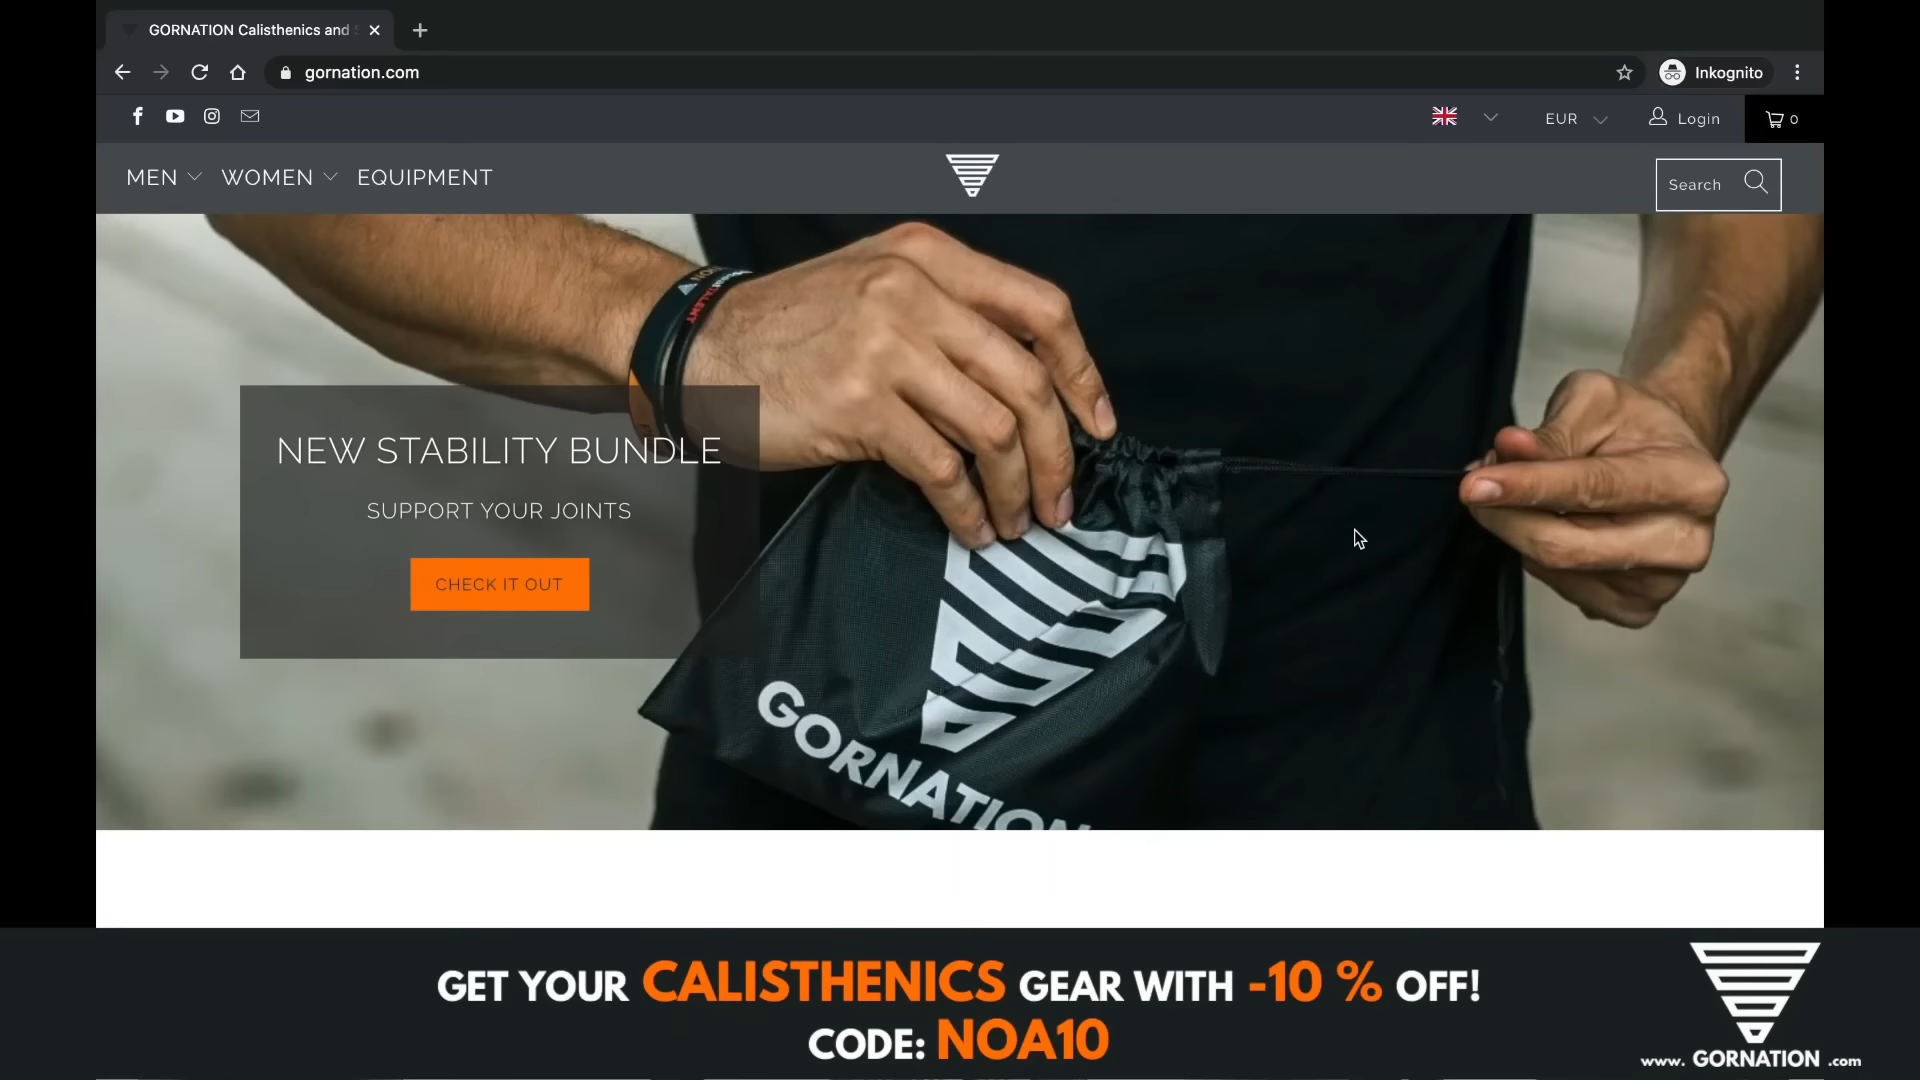 GORNATION Calisthenics and
gornation.com
Inkognito
EUR
Login
0
MEN
WOMEN
EQUIPMENT
Search
NEW STABILITY BUNDLE
SUPPORT YOUR JOINTS
CHECK IT OUT
GORNATION
GET YOUR CALISTHENICS GEAR WITH -10 % OFF!
CODE: NOA10
www. GORNATION .com